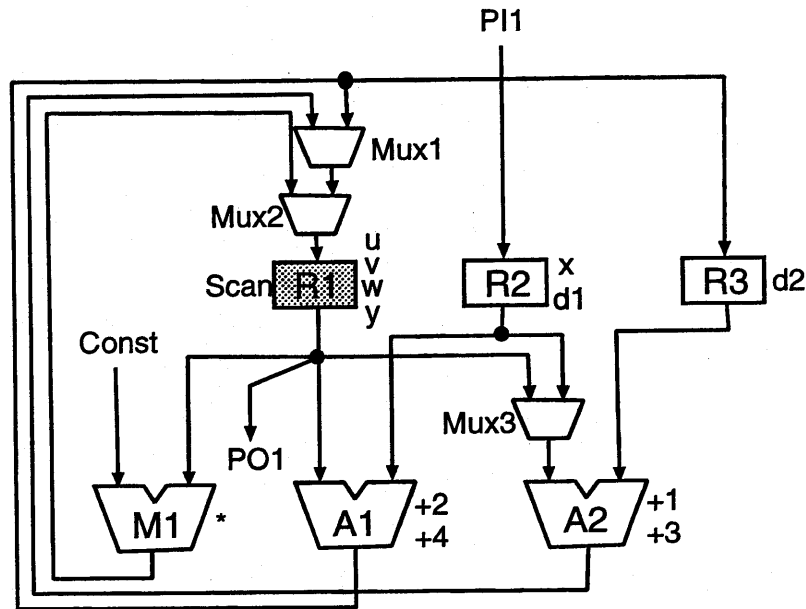 PI1
Mux1
Mux2
u
v
w
y
Scan
R1
R2
x
d1
R3
d2
Const
Mux3
PO1
M1
*
A1
+2
+4
A2
+1
+3